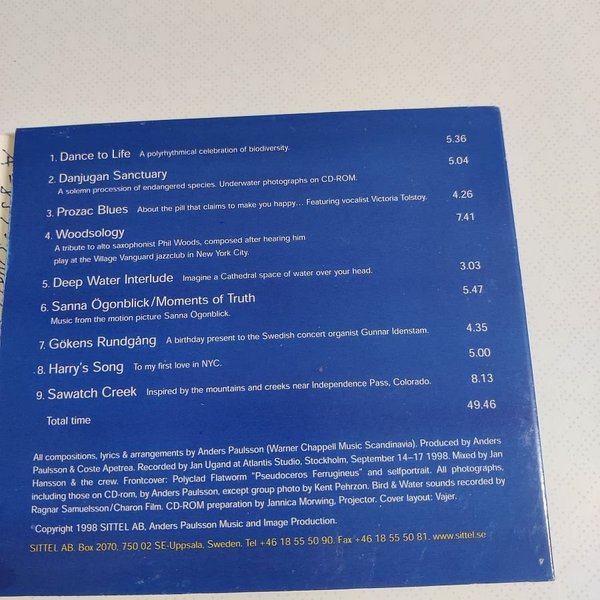 1. Dance to Life A polyrhythmical celebration of biodiversity. 5.36
2. Danjugan Sanctuary 5.04
A solemn procession of endangered species. Underwater photographs on CD-ROM.
3. Prozac Blues About the pill that claims to make you happy... Featuring vocalist Victoria Tolstoy. 4.26
4. Woodsology 7.41
A tribute to alto saxophonist Phil Woods, composed after hearing him
play at the Village Vanguard jazzclub in New York City.
5. Deep Water Interlude Imagine a Cathedral space of water over your head. 3.03
6. Sanna Ögonblick/Moments of Truth 5.47
Music from the motion picture Sanna Ögonblick.
7. Gökens Rundgång A birthday present to the Swedish concert organist Gunnar Idenstam. 4.35
8. Harry's Song To my first love in NYC. 5.00
9. Sawatch Creek Inspired by the mountains and creeks near Independence Pass, Colorado. 8.13
Total time 49.46
All compositions, lyrics & arrangements by Anders Paulsson (Warner Chappell Music Scandinavia). Produced by Anders
Paulsson & Coste Apetrea. Recorded by Jan Ugand at Atlantis Studio, Stockholm, September 14–17 1998. Mixed by Jan
Hansson & the crew. Frontcover: Polyclad Flatworm "Pseudoceros Ferrugineus" and selfportrait. All photographs,
including those on CD-rom, by Anders Paulsson, except group photo by Kent Pehrzon. Bird & Water sounds recorded by
Ragnar Samuelsson/Charon Film. CD-ROM preparation by Jannica Morwing, Projector. Cover layout: Vajer.
©Copyright 1998 SITTEL AB, Anders Paulsson Music and Image Production.
SITTEL AB. Box 2070, 750 02 SE-Uppsala, Sweden. Tel +46 18 55 50 90. Fax +46 18 55 50 81. www.sittel.se